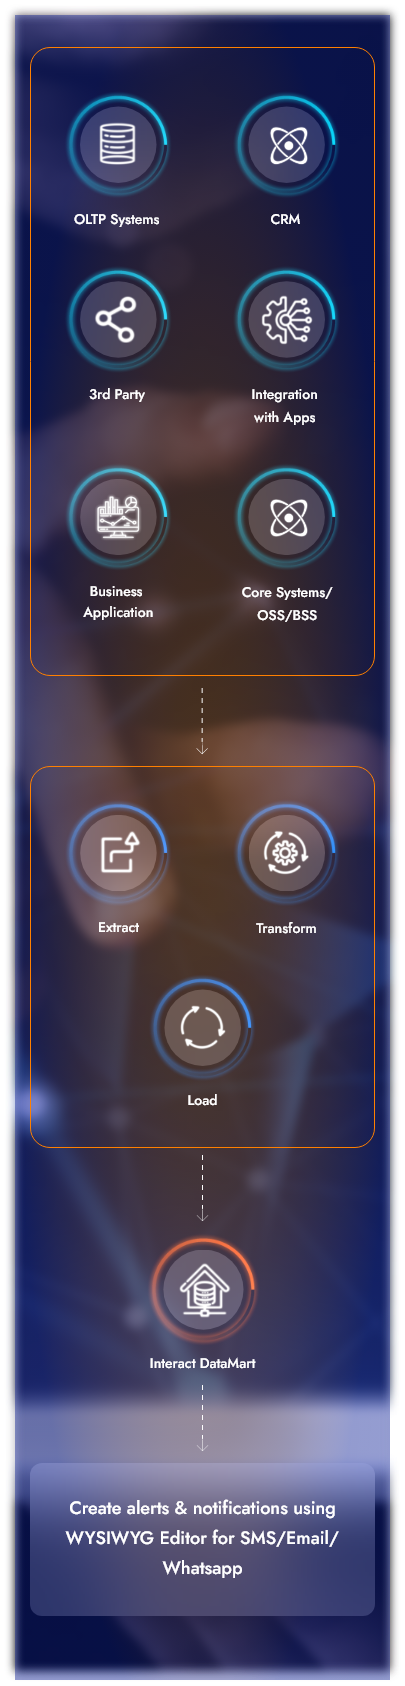 OLTP Systems
CRM
3rd Party
Integration
with Apps
Business
Application
Core Systems/
OSS/BSS
Extract
Transform
Load
Interact DataMart
Create alerts & notifications using
WYSIWYG Editor for SMS/Email/
Whatsapp